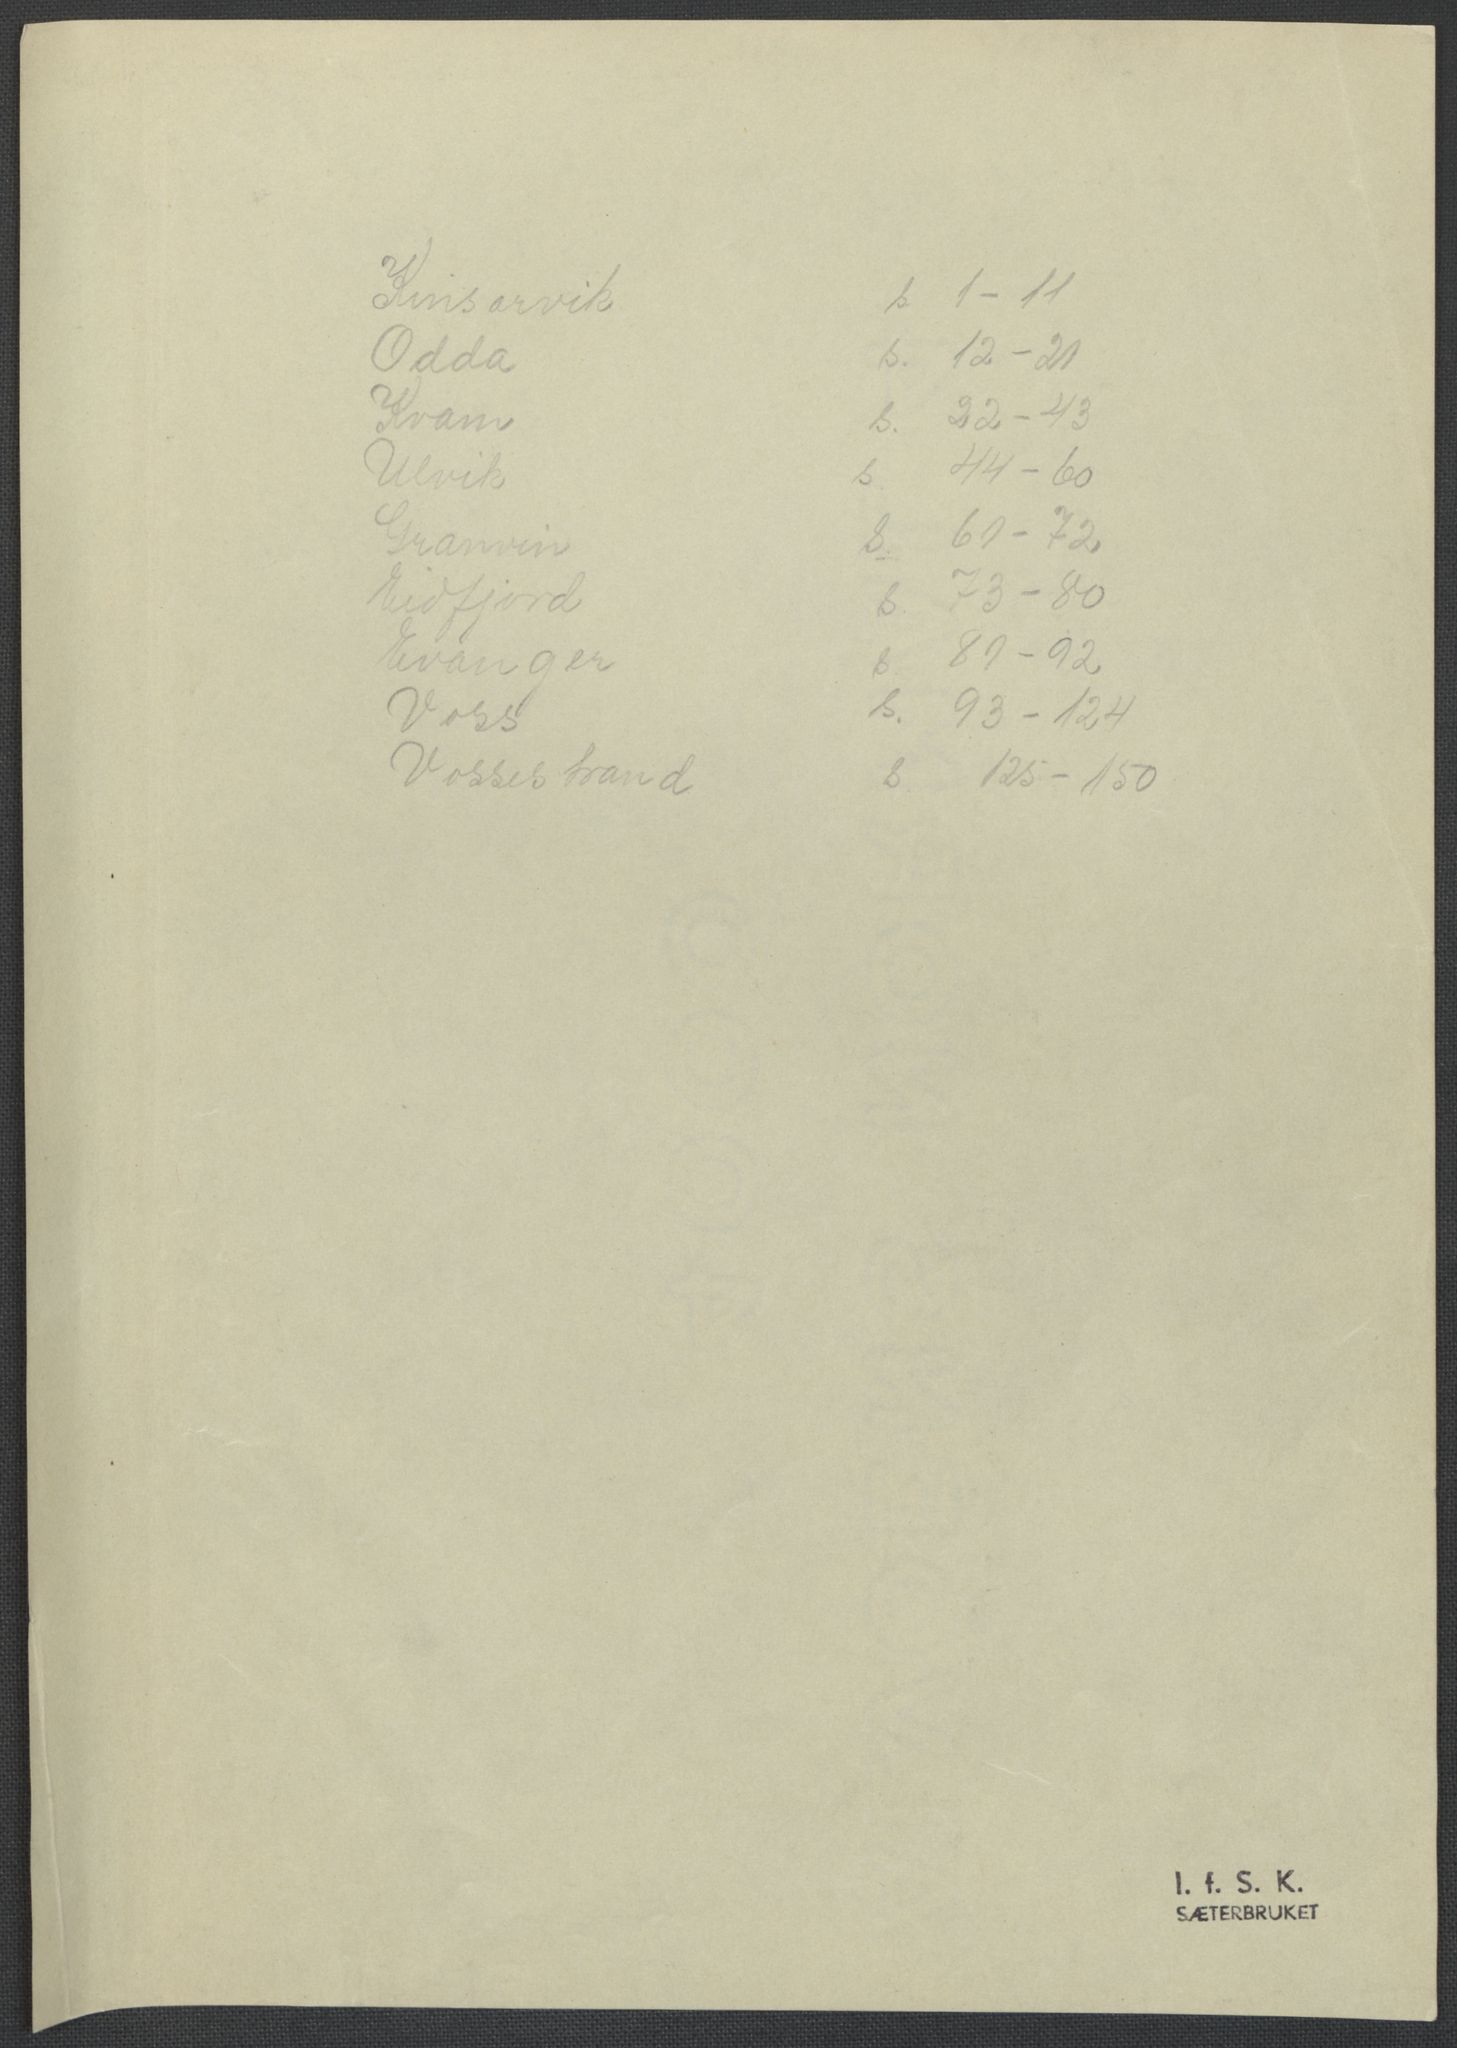 Kinsarvik s 1 - 11
Odda s. 12 - 21
Kvam s. 22 - 43
Ulvik s. 44 - 60
Granvin s. 61 - 72
Eidfjord s. 73 - 80
Evanger s. 81 - 92
Voss s. 93 - 124
Vossestrand s 125 - 150
I. f. S. K.
SÆTERBRUKET